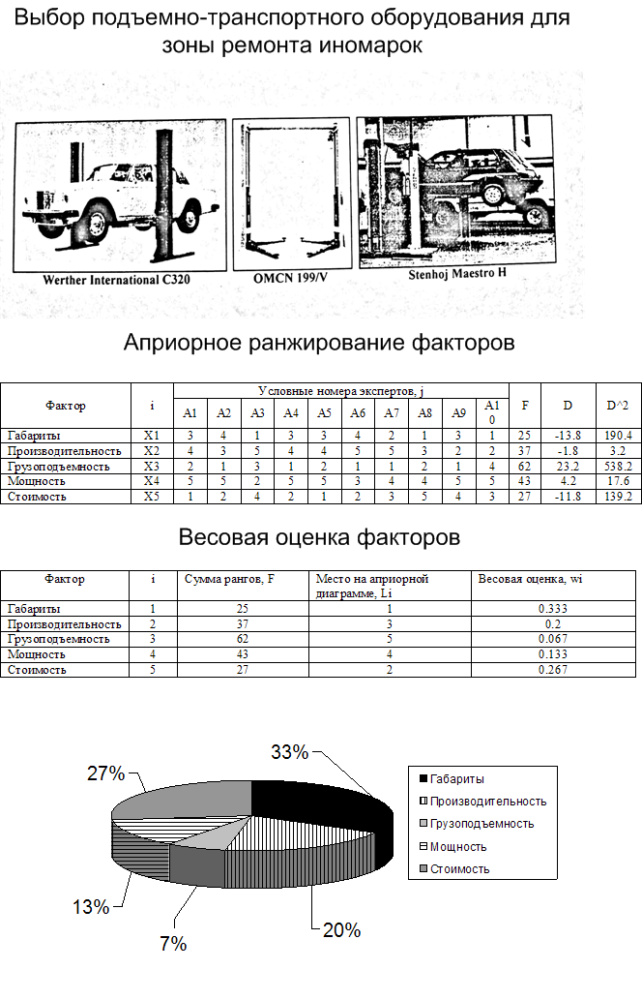 Выбор подъемно-транспортного оборудования для
зоны ремонта иномарок
Werther International C320
OMCN 199/V
Stenhoj Maestro H
Априорное ранжирование факторов
Фактор i Условные номера экспертов, j F D D^2
A1 A2 A3 A4 A5 A6 A7 A8 A9 A10
Габариты X1 3 4 1 3 3 4 2 1 3 1 25 -13.8 190.4
Производительность X2 4 3 5 4 4 5 5 3 2 2 37 -1.8 3.2
Грузоподъемность X3 2 1 3 1 2 1 1 2 1 4 62 23.2 538.2
Мощность X4 5 5 2 5 5 3 4 4 5 5 43 4.2 17.6
Стоимость X5 1 2 4 2 1 2 3 5 4 3 27 -11.8 139.2
Весовая оценка факторов
Фактор i Сумма рангов, F Место на априорной Весовая оценка, wi
диаграмме, Li
Габариты 1 25 1 0.333
Производительность 2 37 3 0.2
Грузоподъемность 3 62 5 0.067
Мощность 4 43 4 0.133
Стоимость 5 27 2 0.267
33%
27%
13%
7%
20%
Габариты
Производительность
Грузоподъемность
Мощность
Стоимость